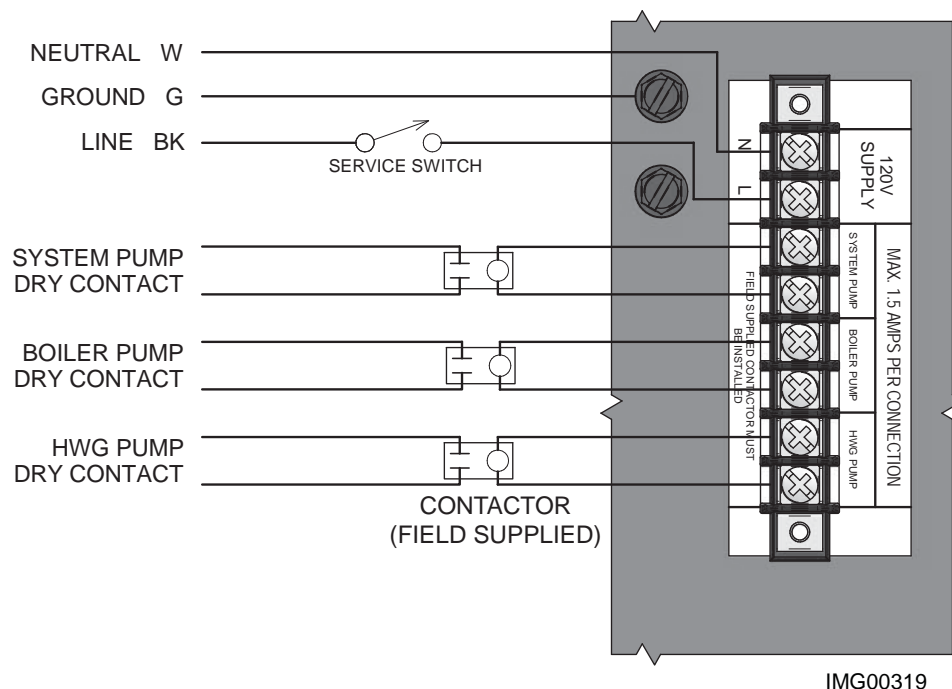 NEUTRAL W
GROUND G
LINE BK
SERVICE SWITCH
SYSTEM PUMP
DRY CONTACT
BOILER PUMP
DRY CONTACT
HWG PUMP
DRY CONTACT
CONTACTOR
(FIELD SUPPLIED)
N
L
120V
SUPPLY
SYSTEM PUMP
BOILER PUMP
HWG PUMP
MAX. 1.5 AMPS PER CONNECTION
FIELD SUPPLIED CONTACTOR MUST
BE INSTALLED
IMG00319